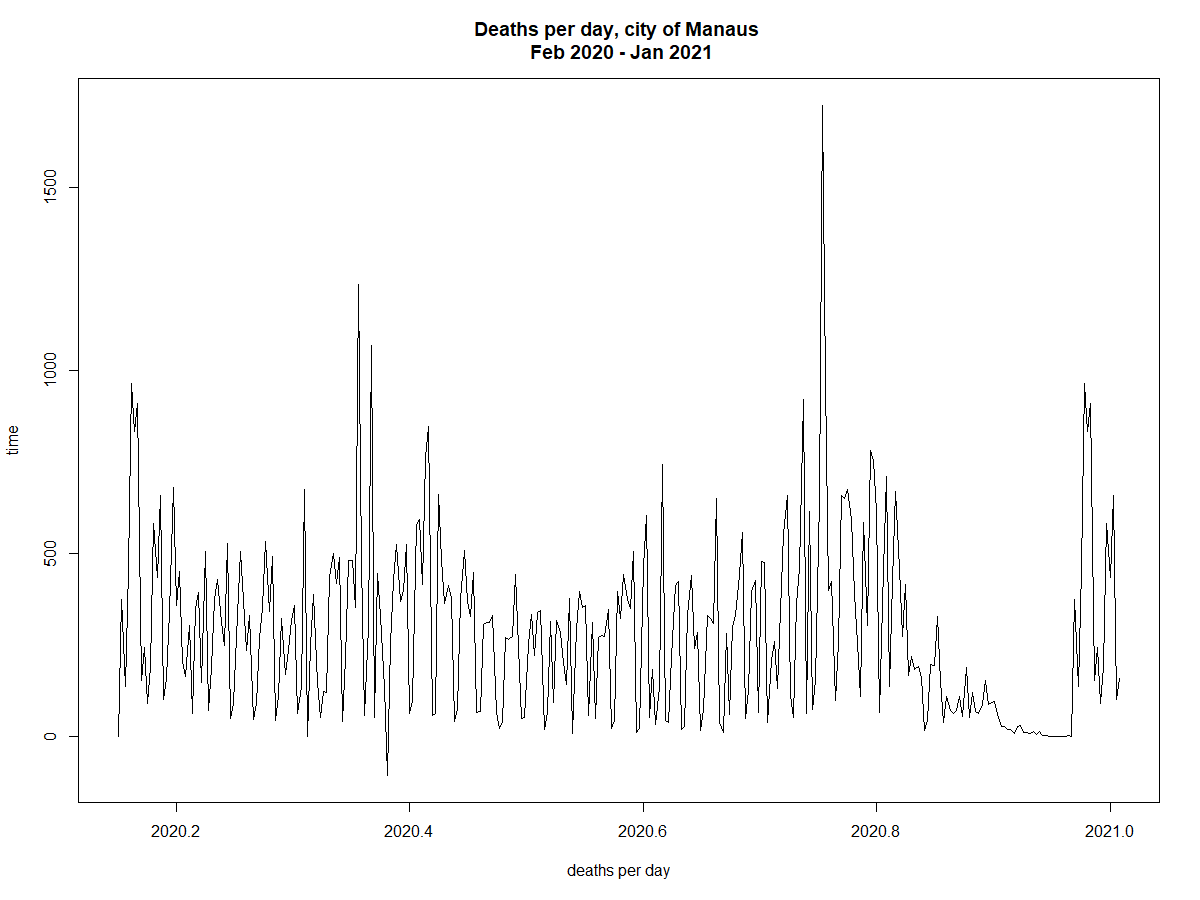 Deaths per day, city of Manaus
Feb 2020 - Jan 2021
time
1500
1000
500
0
2020.2 2020.4 2020.6 2020.8 2021.0
deaths per day